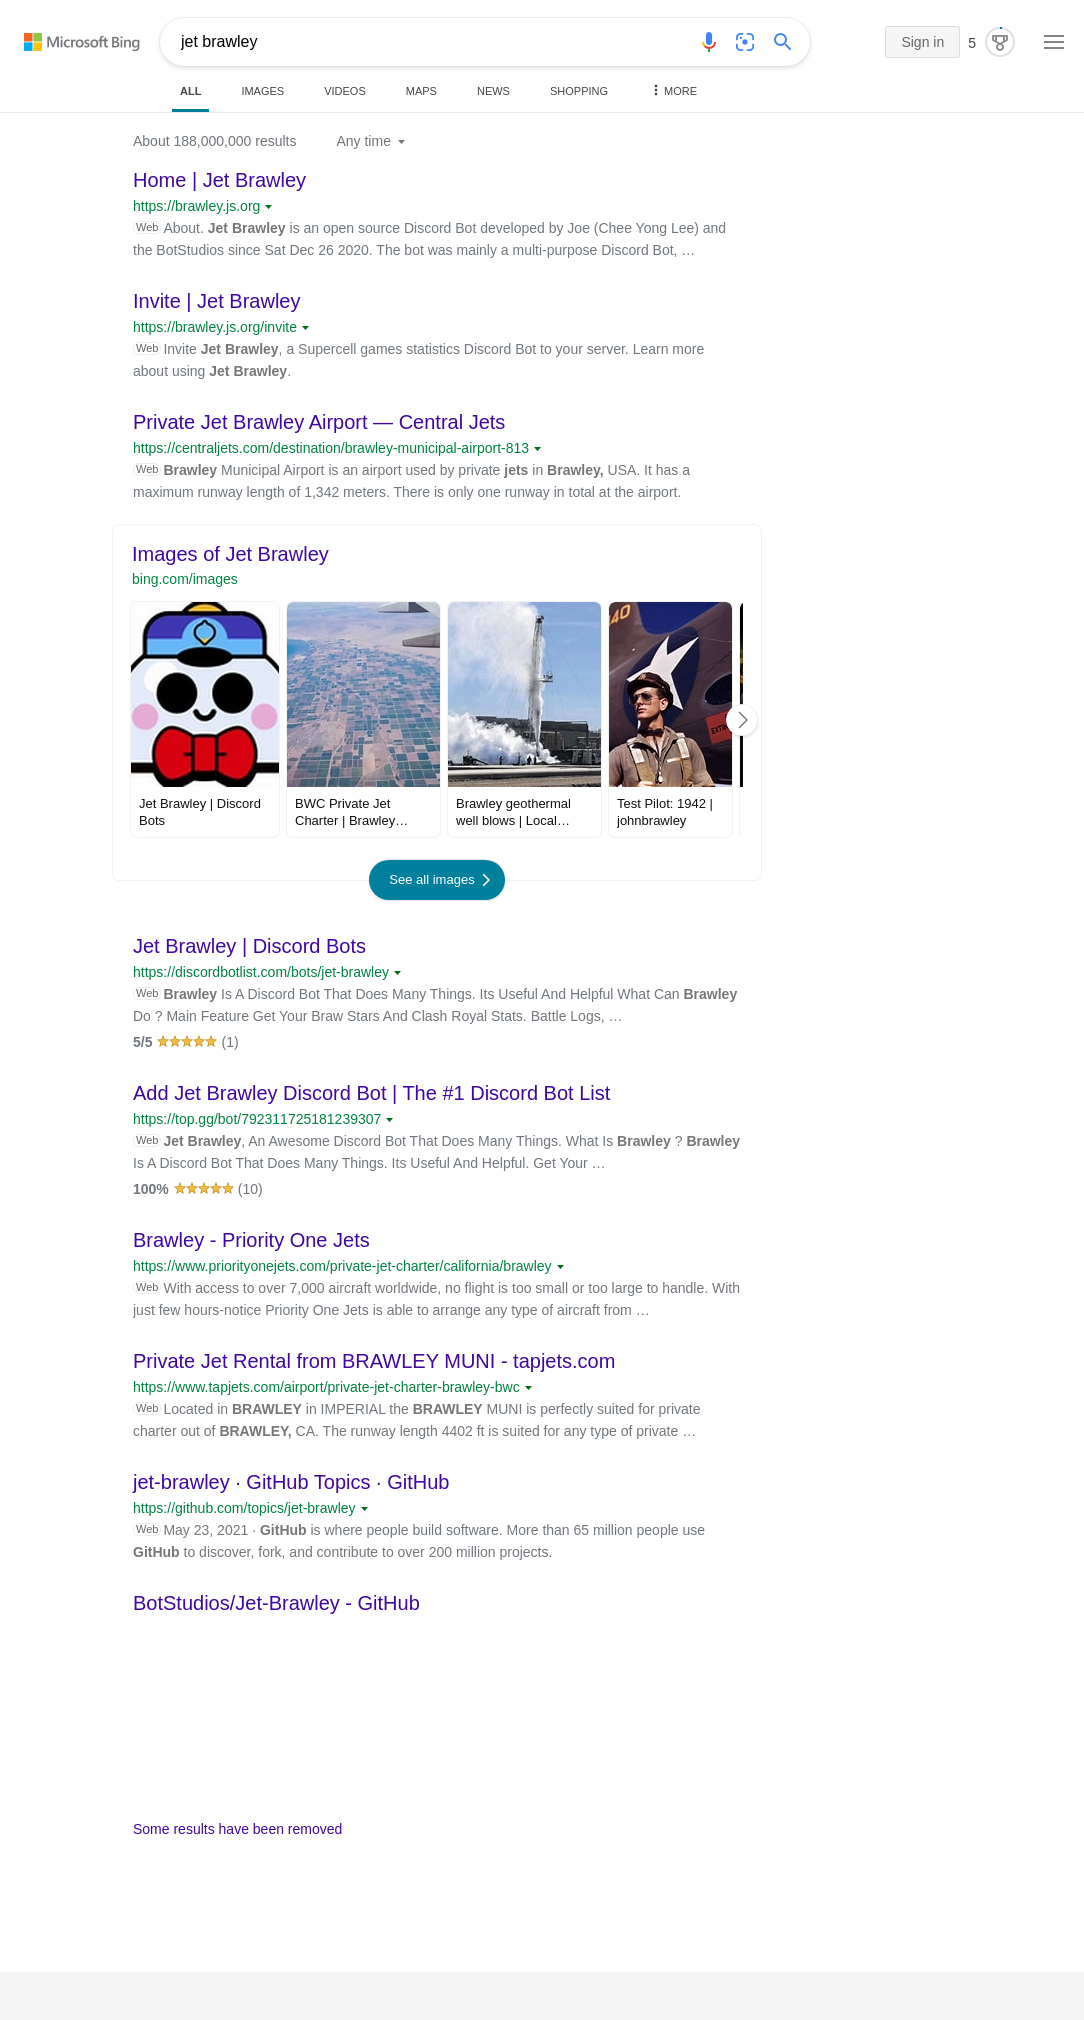 Microsoft Bing
jet brawley
Sign in
5
ALL
IMAGES
VIDEOS
MAPS
NEWS
SHOPPING
MORE
About 188,000,000 results
Any time
Home | Jet Brawley
https://brawley.js.org
Web About. Jet Brawley is an open source Discord Bot developed by Joe (Chee Yong Lee) and
the BotStudios since Sat Dec 26 2020. The bot was mainly a multi-purpose Discord Bot, …
Invite | Jet Brawley
https://brawley.js.org/invite
Web Invite Jet Brawley, a Supercell games statistics Discord Bot to your server. Learn more
about using Jet Brawley.
Private Jet Brawley Airport — Central Jets
https://centraljets.com/destination/brawley-municipal-airport-813
Web Brawley Municipal Airport is an airport used by private jets in Brawley, USA. It has a
maximum runway length of 1,342 meters. There is only one runway in total at the airport.
Images of Jet Brawley
bing.com/images
40
EXTIN
Jet Brawley | Discord
Bots
BWC Private Jet
Charter | Brawley…
Brawley geothermal
well blows | Local…
Test Pilot: 1942 |
johnbrawley
See all images
Jet Brawley | Discord Bots
https://discordbotlist.com/bots/jet-brawley
Web Brawley Is A Discord Bot That Does Many Things. Its Useful And Helpful What Can Brawley
Do ? Main Feature Get Your Braw Stars And Clash Royal Stats. Battle Logs, …
5/5 (1)
Add Jet Brawley Discord Bot | The #1 Discord Bot List
https://top.gg/bot/792311725181239307
Web Jet Brawley, An Awesome Discord Bot That Does Many Things. What Is Brawley ? Brawley
Is A Discord Bot That Does Many Things. Its Useful And Helpful. Get Your …
100% (10)
Brawley - Priority One Jets
https://www.priorityonejets.com/private-jet-charter/california/brawley
Web With access to over 7,000 aircraft worldwide, no flight is too small or too large to handle. With
just few hours-notice Priority One Jets is able to arrange any type of aircraft from …
Private Jet Rental from BRAWLEY MUNI - tapjets.com
https://www.tapjets.com/airport/private-jet-charter-brawley-bwc
Web Located in BRAWLEY in IMPERIAL the BRAWLEY MUNI is perfectly suited for private
charter out of BRAWLEY, CA. The runway length 4402 ft is suited for any type of private …
jet-brawley · GitHub Topics · GitHub
https://github.com/topics/jet-brawley
Web May 23, 2021 · GitHub is where people build software. More than 65 million people use
GitHub to discover, fork, and contribute to over 200 million projects.
BotStudios/Jet-Brawley - GitHub
Some results have been removed